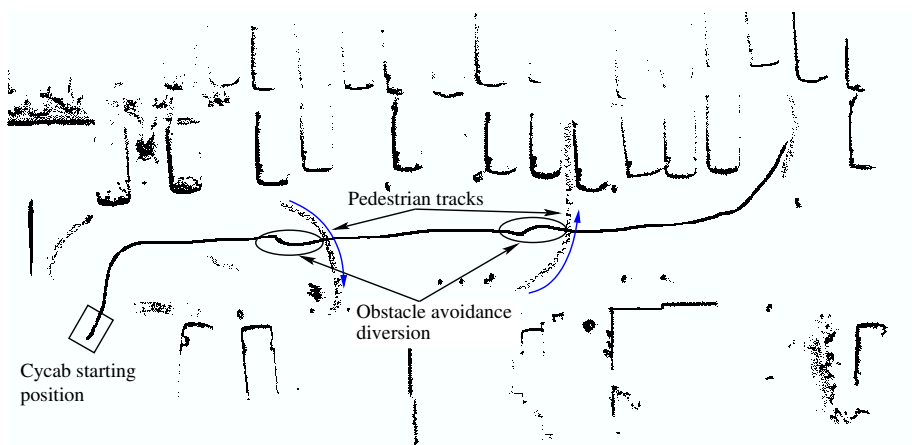 Pedestrian tracks
Obstacle avoidance
diversion
Cycab starting
position